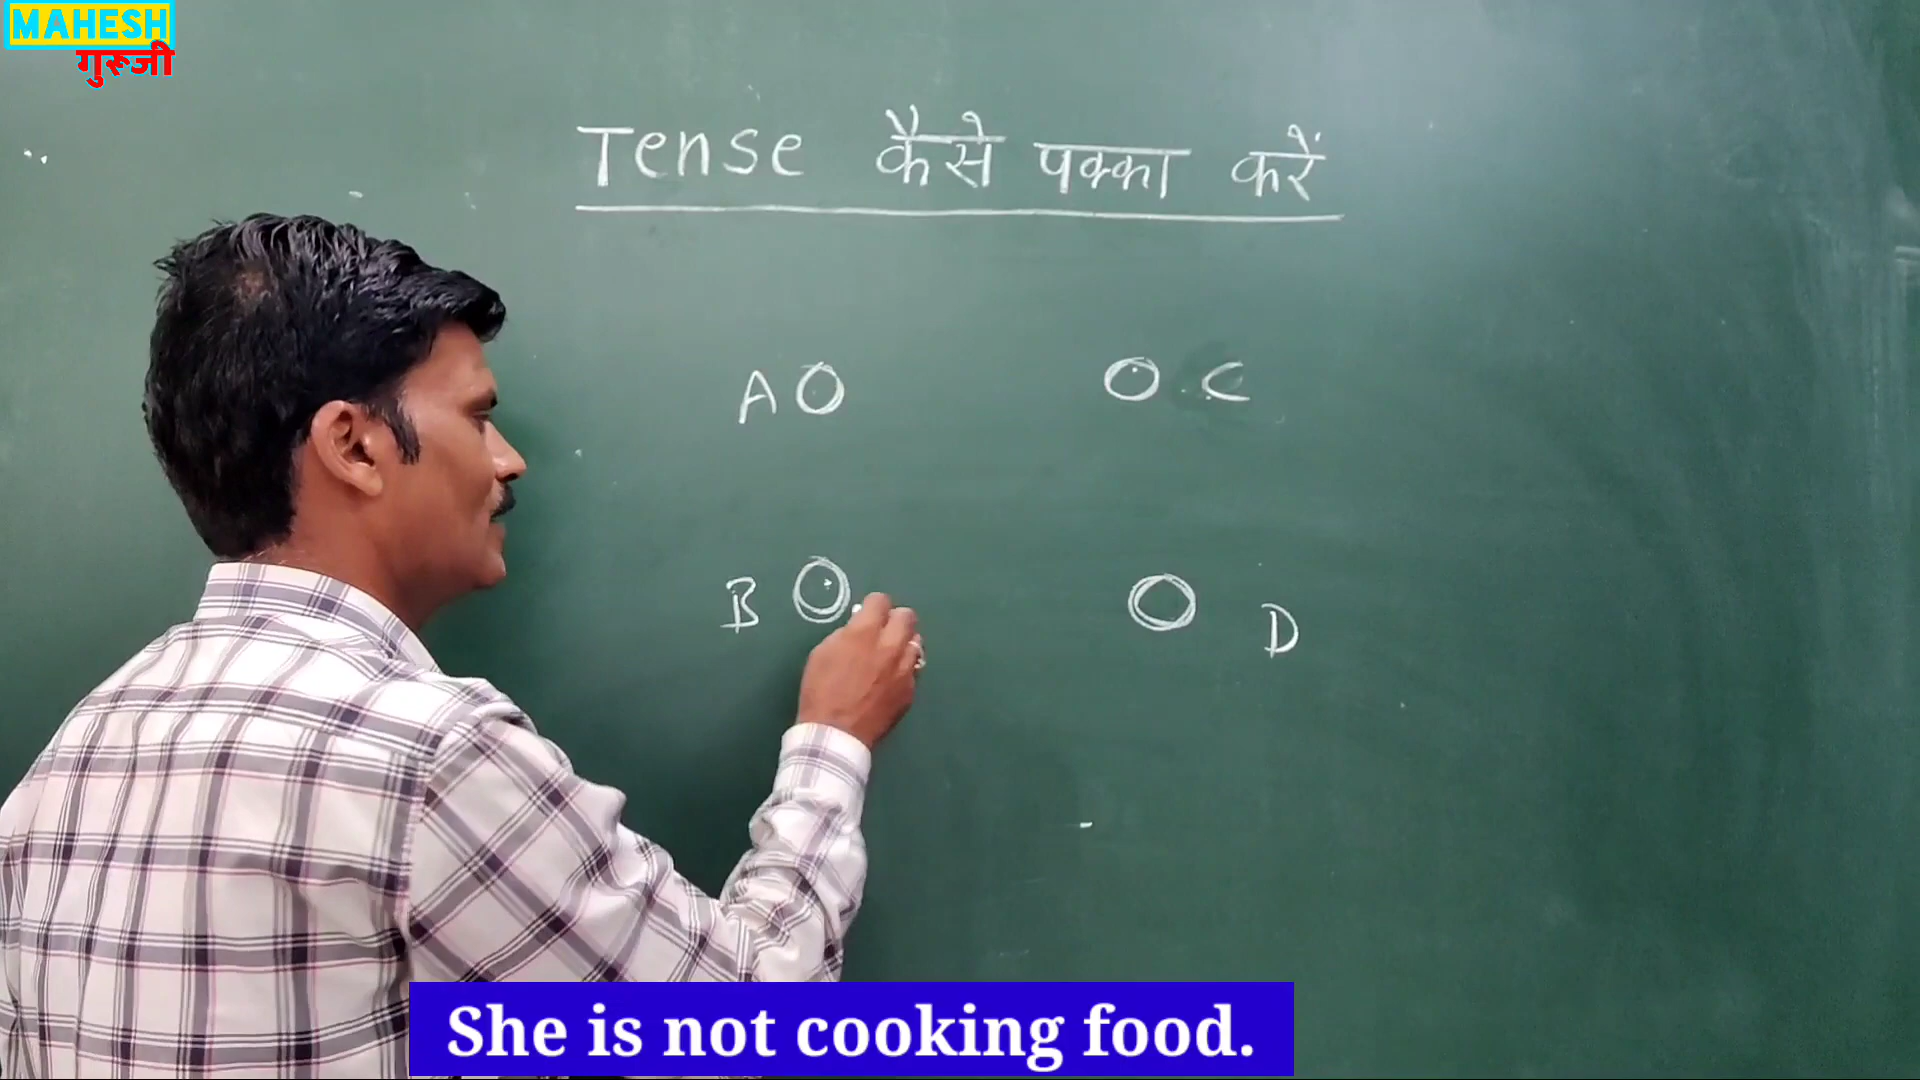 MAHESH
गुरूजी
Tense कैसे पक्का करें
A O O C
B O O D
She is not cooking food.